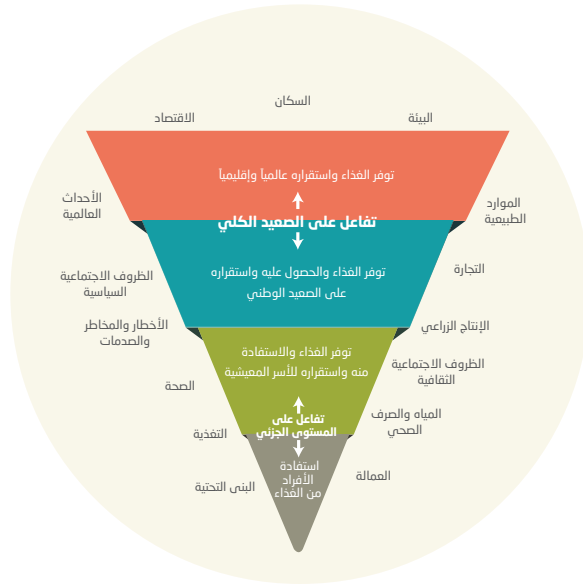 السكان
البيئة
الاقتصاد
توفر الغذاء واستقراره عالمياً وإقليمياً
الموارد
الطبيعية
الأحداث
العالمية
تفاعل على الصعيد الكلي
توفر الغذاء والحصول عليه واستقراره
على الصعيد الوطني
التجارة
الظروف الاجتماعية
السياسية
الإنتاج الزراعي
الأخطار والمخاطر
والصدمات
توفر الغذاء والاستفادة
منه واستقراره للأسر المعيشية
الظروف الاجتماعية
الثقافية
الصحة
المياه والصرف
الصحي
تفاعل على
المستوى الجزئي
التغذية
استفادة
الأفراد
من الغذاء
العمالة
البنى التحتية